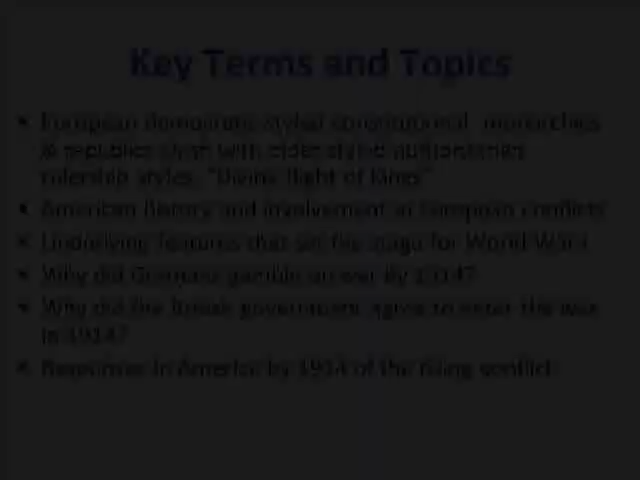 Key Terms and Topics
• European democratic styled constitutional monarchies
& republics clash with older styled authoritarian
rulership styles, "Divine Right of Kings"
• American history and involvement in European conflicts
• Underlying features that set the stage for World War I
• Why did Germany gamble on war by 1914?
• Why did the British government agree to enter the war
in 1914?
• Responses in America by 1914 of the rising conflict